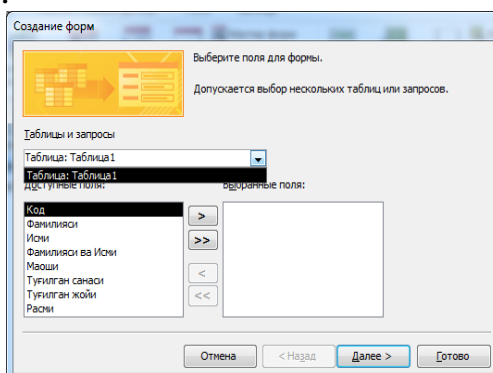 Создание форм
Выберите поля для формы.
Допускается выбор нескольких таблиц или запросов.
Таблицы и запросы
Таблица: Таблица1
Таблица: Таблица1
Доступные поля:
Выбранные поля:
Код
Фамилияси
Исми
Фамилияси ва Исми
Маоши
Туғилган санаси
Туғилган жойи
Расми
>
>>
<
<<
Отмена
< Назад
Далее >
Готово